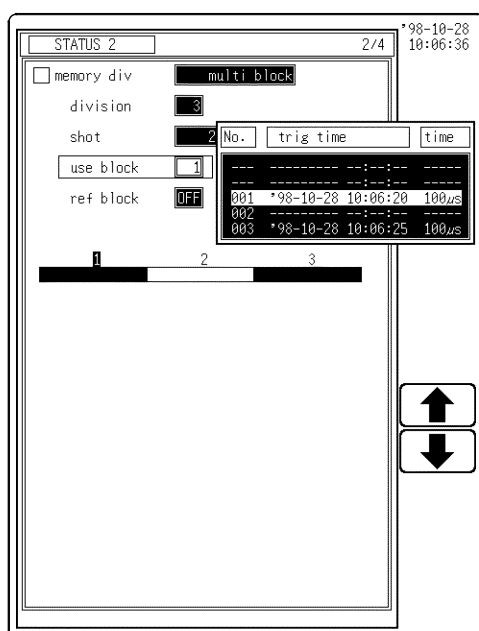 '98-10-28
STATUS 2 2/4 10:06:36
memory div multi block
division 3
shot 2
No. trig time time
--- --------- --:--:-- -----
use block 1
--- --------- --:--:-- -----
001 '98-10-28 10:06:20 100µs
ref block OFF
002 --------- --:--:-- -----
003 '98-10-28 10:06:25 100µs
1 2 3